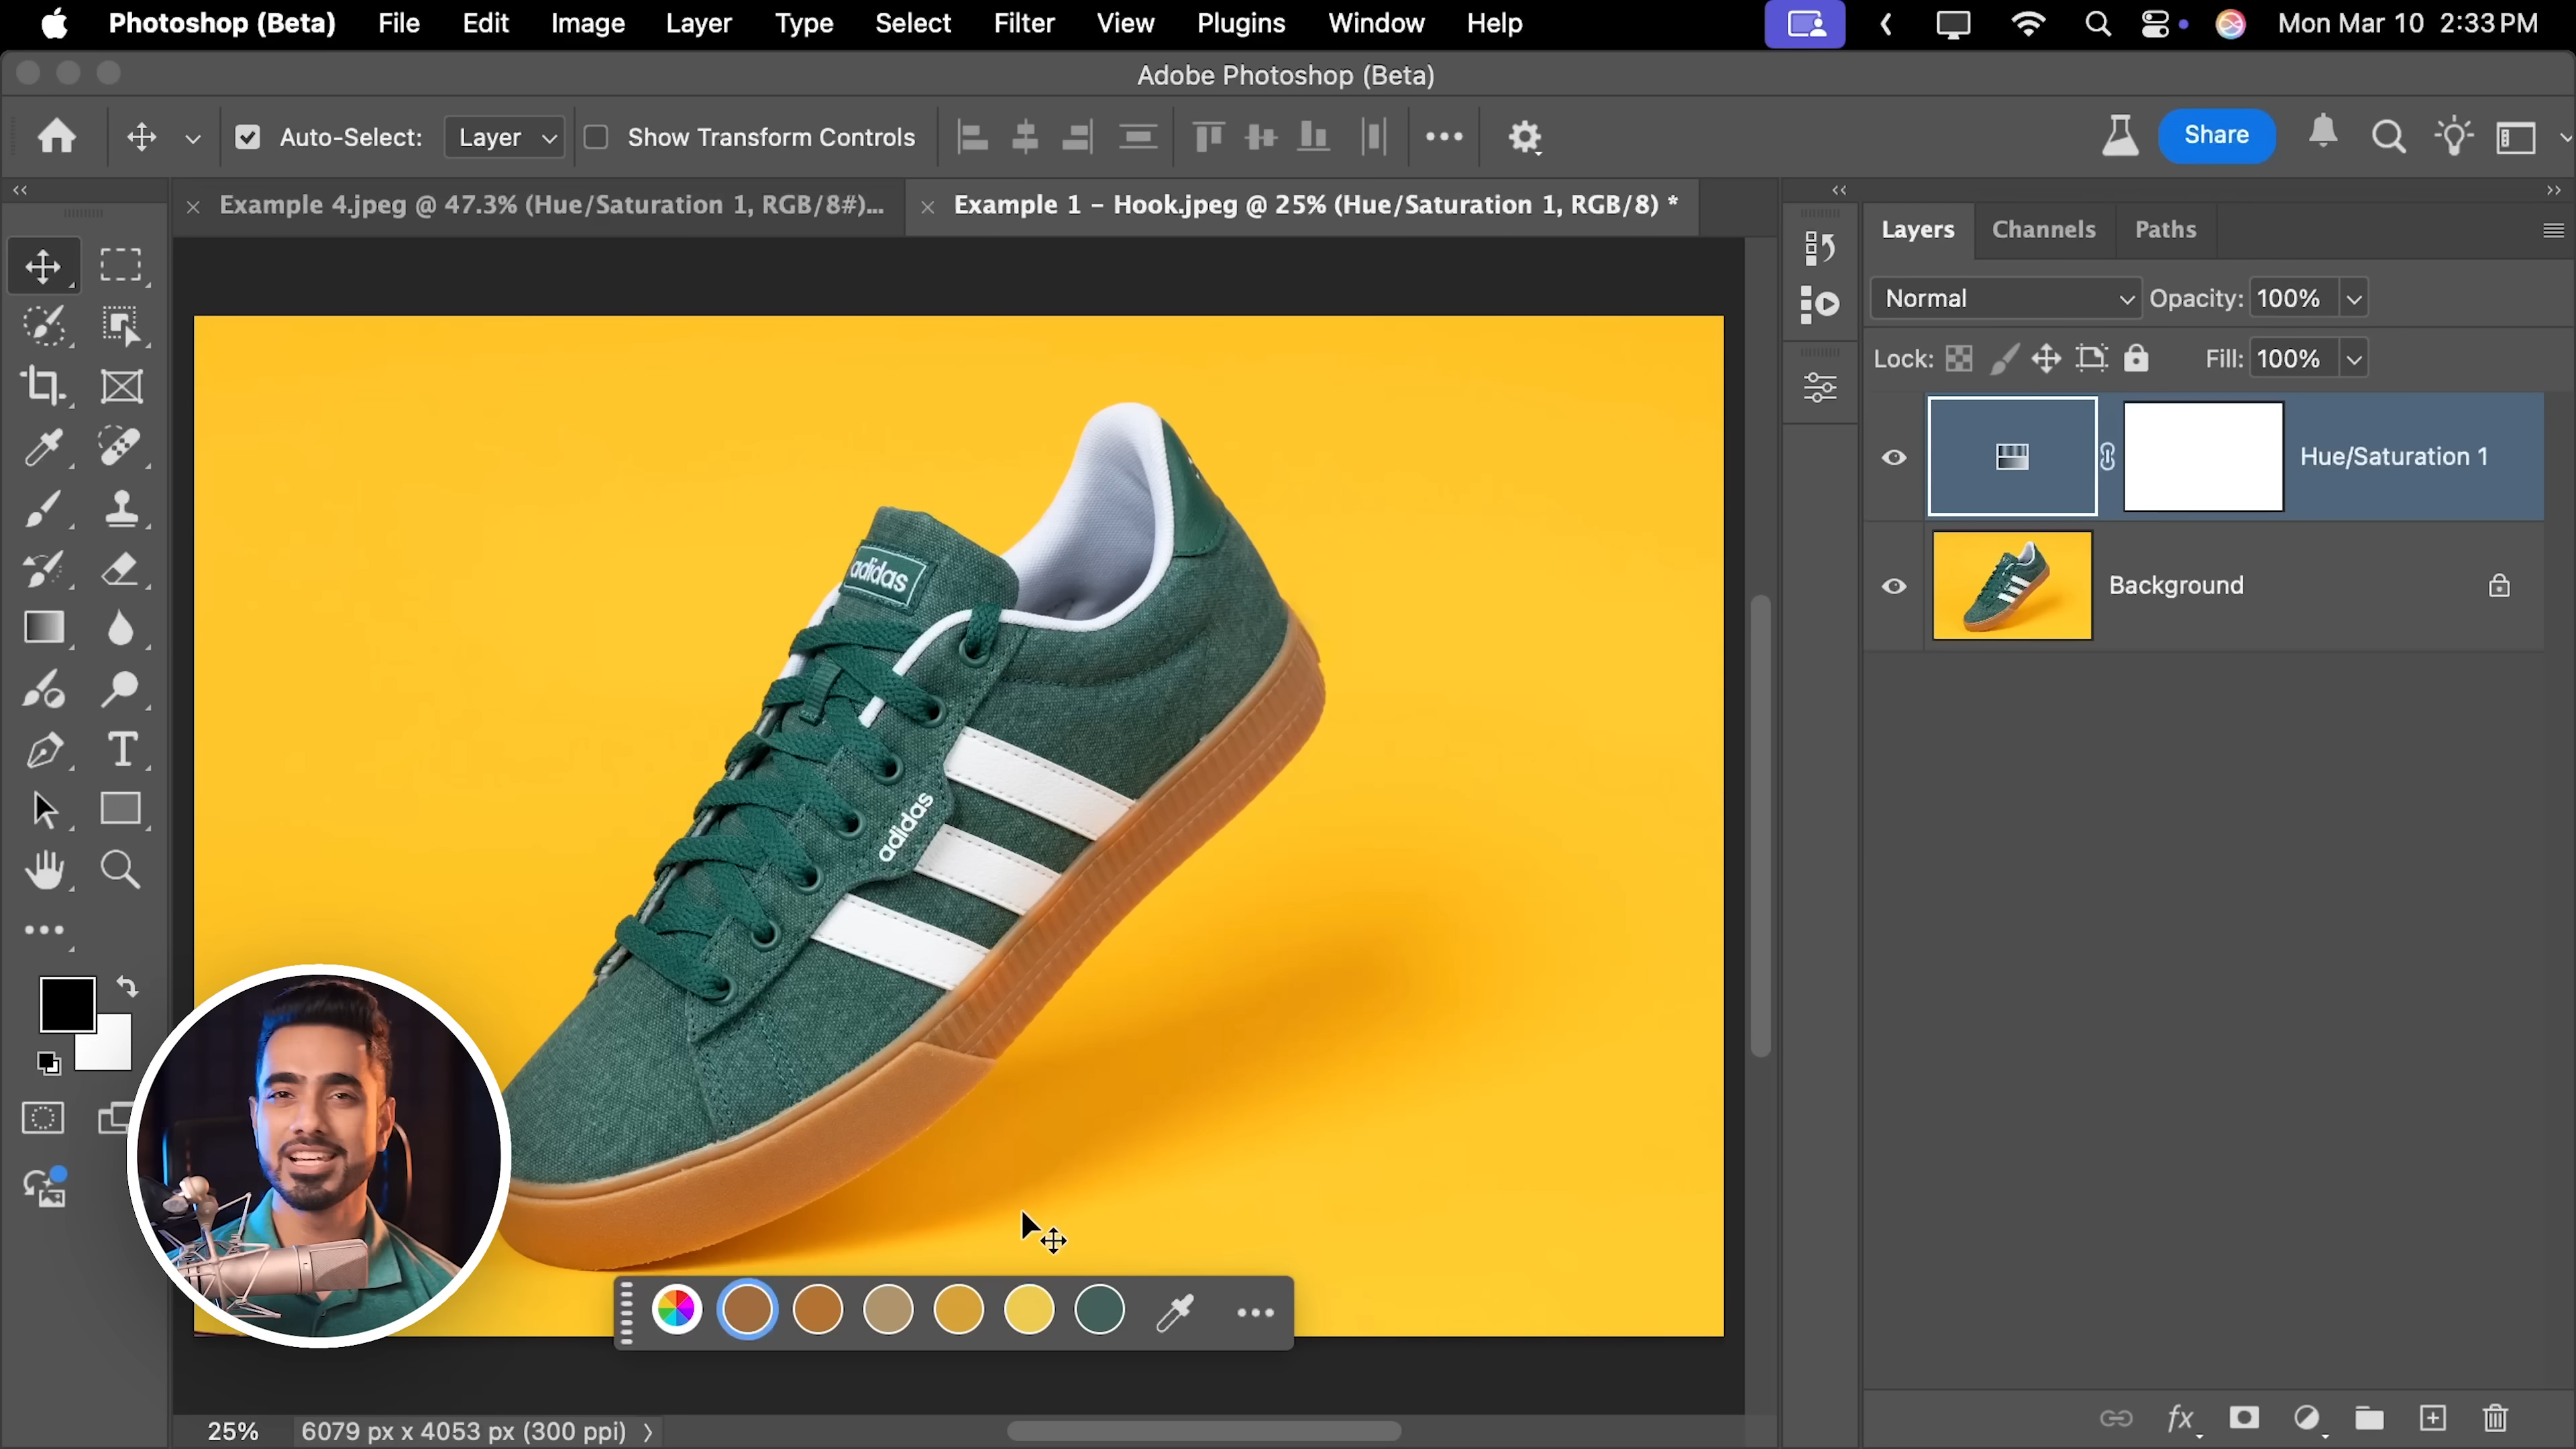 Photoshop (Beta) File Edit Image Layer Type Select Filter View Plugins Window Help Mon Mar 10 2:33 PM
Adobe Photoshop (Beta)
Auto-Select: Layer Show Transform Controls Share
Example 4.jpeg @ 47.3% (Hue/Saturation 1, RGB/8#)... Example 1 – Hook.jpeg @ 25% (Hue/Saturation 1, RGB/8) *
Layers Channels Paths
Normal Opacity: 100%
Lock: Fill: 100%
Hue/Saturation 1
Background
adidas
adidas
T
fx
25% 6079 px x 4053 px (300 ppi)